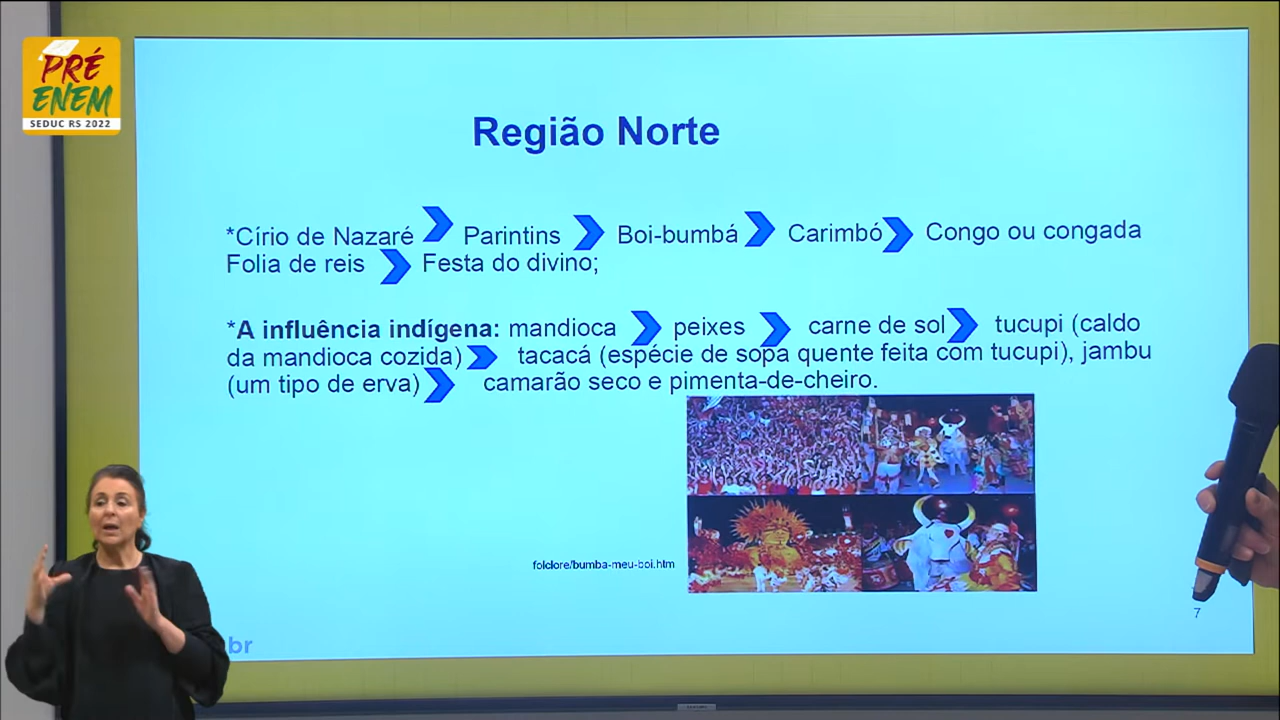 PRÉ
ENEM
SEDUC RS 2022
Região Norte
*Círio de Nazaré Parintins Boi-bumbá Carimbó Congo ou congada
Folia de reis Festa do divino;
*A influência indígena: mandioca peixes carne de sol tucupi (caldo
da mandioca cozida) tacacá (espécie de sopa quente feita com tucupi), jambu
(um tipo de erva) camarão seco e pimenta-de-cheiro.
folclore/bumba-meu-boi.htm
7
br